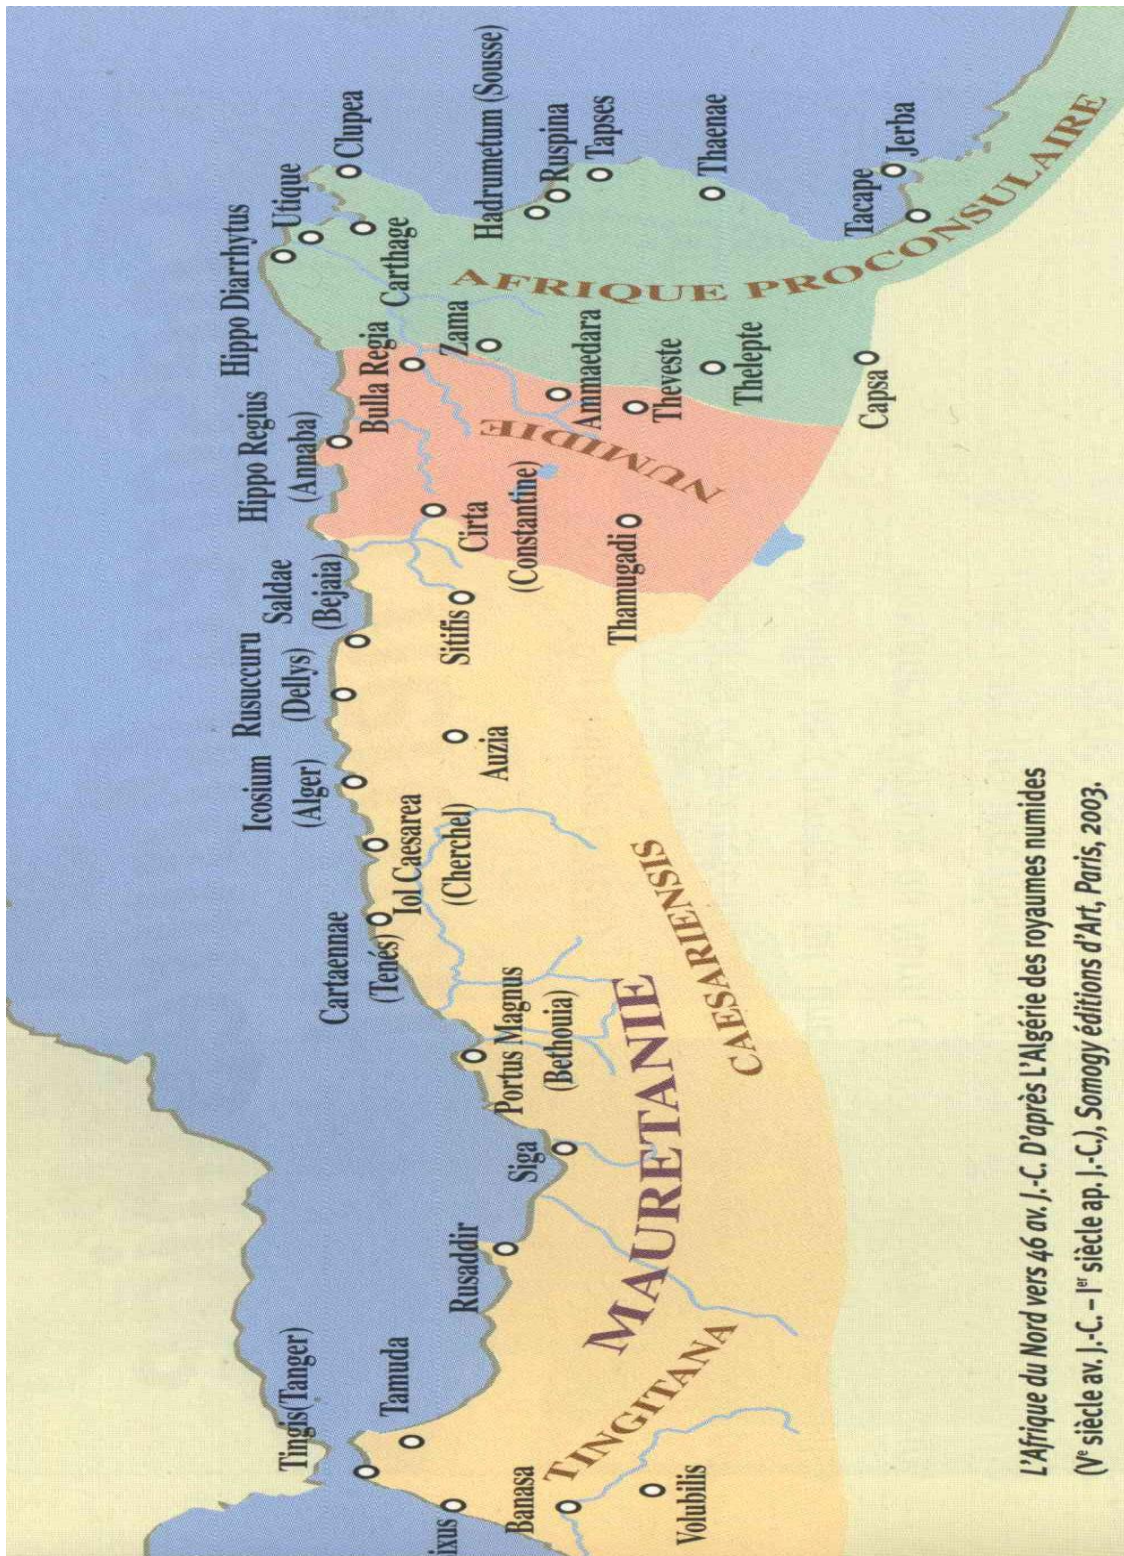 Tingis(Tanger)
Tamuda
ixus
Banasa
Volubilis
TINGITANA
Rusaddir
Siga
MAURETANIE
CAESARIENSIS
Portus Magnus
(Bethouia)
Cartaennae
(Tenés)
Iol Caesarea
(Cherchel)
Icosium
(Alger)
Rusuccuru
(Dellys)
Auzia
Saldae
(Bejaia)
Sitifis
Thamugadi
Cirta
(Constantine)
Hippo Regius
(Annaba)
NUMIDIE
Bulla Regia
Hippo Diarrhytus
Utique
Carthage
Clupea
Zama
Ammaedara
Theveste
Thelepte
Capsa
Hadrumetum (Sousse)
Ruspina
Tapses
Thaenae
Tacape
Jerba
AFRIQUE PROCONSULAIRE
L'Afrique du Nord vers 46 av. J.-C. D'après L'Algérie des royaumes numides
(Vᵉ siècle av. J.-C. – Iᵉʳ siècle ap. J.-C.), Somogy éditions d'Art, Paris, 2003.